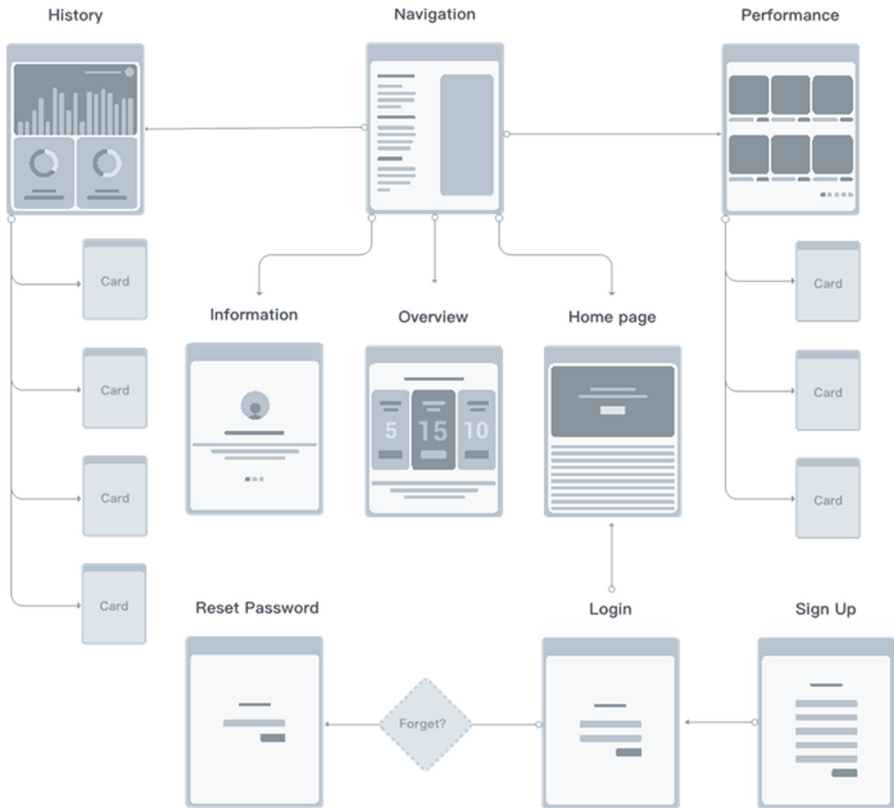 History
Navigation
Performance
Card
Card
Card
Card
Information
Overview
Home page
5
15
10
Card
Card
Card
Reset Password
Login
Sign Up
Forget?